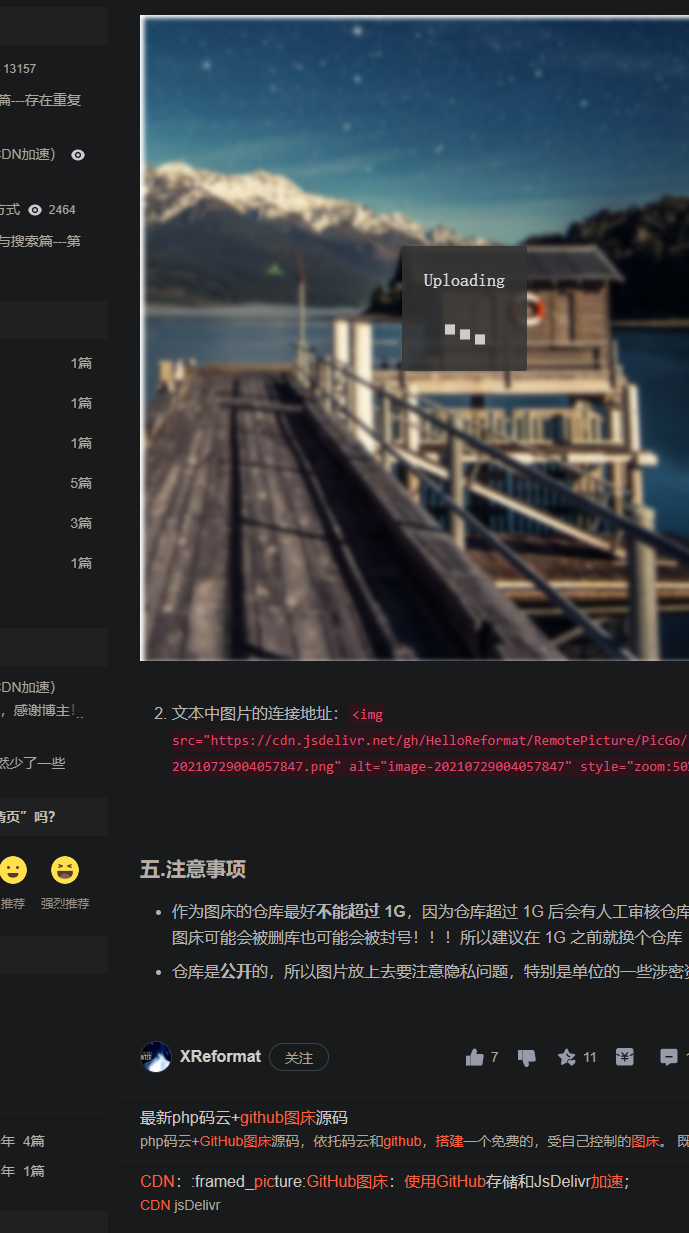 13157
篇---存在重复
CDN加速）
方式 2464
与搜索篇---第
1篇
1篇
1篇
5篇
3篇
1篇
CDN加速）
，感谢博主！..
然少了一些
情页”吗？
推荐 强烈推荐
年 4篇
年 1篇
Uploading
2. 文本中图片的连接地址：<img
src="https://cdn.jsdelivr.net/gh/HelloReformat/RemotePicture/PicGo/
20210729004057847.png" alt="image-20210729004057847" style="zoom:50
五.注意事项
作为图床的仓库最好不能超过 1G，因为仓库超过 1G 后会有人工审核仓库
图床可能会被删库也可能会被封号！！！所以建议在 1G 之前就换个仓库
仓库是公开的，所以图片放上去要注意隐私问题，特别是单位的一些涉密资
XReformat 关注 7 11 1
最新php码云+github图床源码
php码云+GitHub图床源码，依托码云和github，搭建一个免费的，受自己控制的图床。 既
CDN：:framed_picture:GitHub图床：使用GitHub存储和JsDelivr加速；
CDN jsDelivr